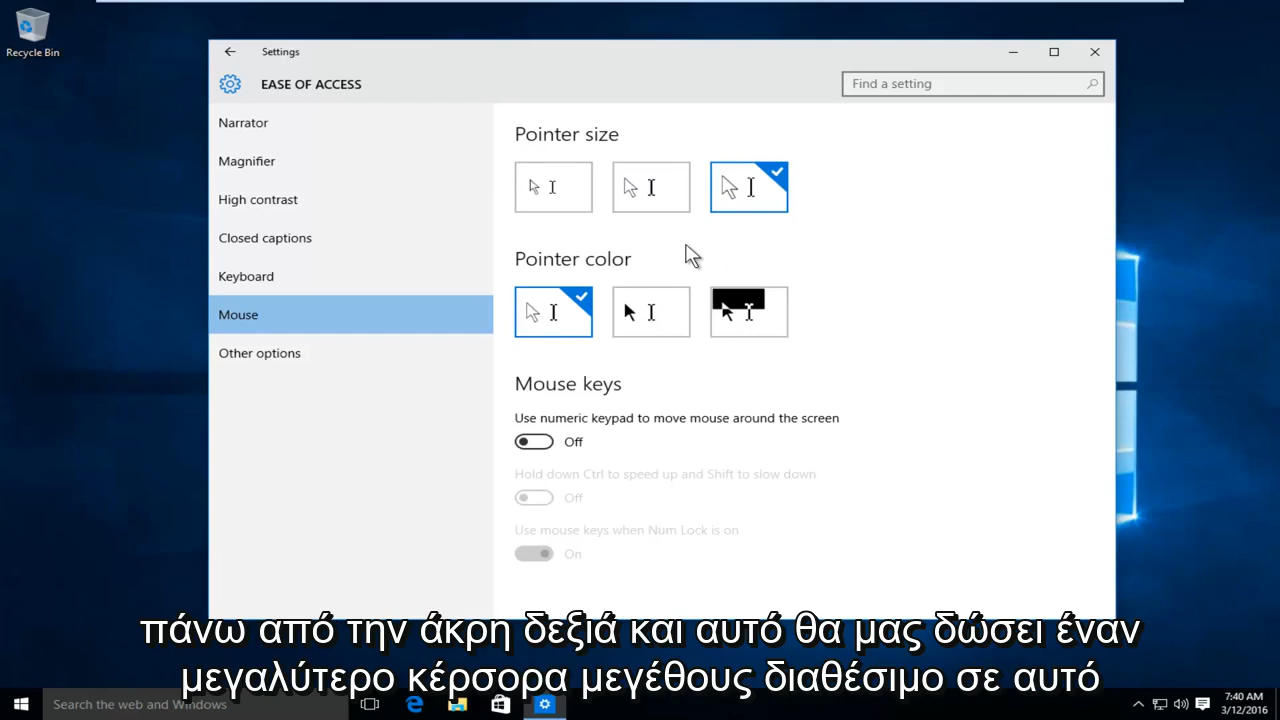 Recycle Bin
Settings
EASE OF ACCESS
Find a setting
Narrator
Magnifier
High contrast
Closed captions
Keyboard
Mouse
Other options
Pointer size
Pointer color
Mouse keys
Use numeric keypad to move mouse around the screen
Off
Hold down Ctrl to speed up and Shift to slow down
Off
Use mouse keys when Num Lock is on
On
πάνω από την άκρη δεξιά και αυτό θα μας δώσει έναν
μεγαλύτερο κέρσορα μεγέθους διαθέσιμο σε αυτό
Search the web and Windows
7:40 AM
3/12/2016